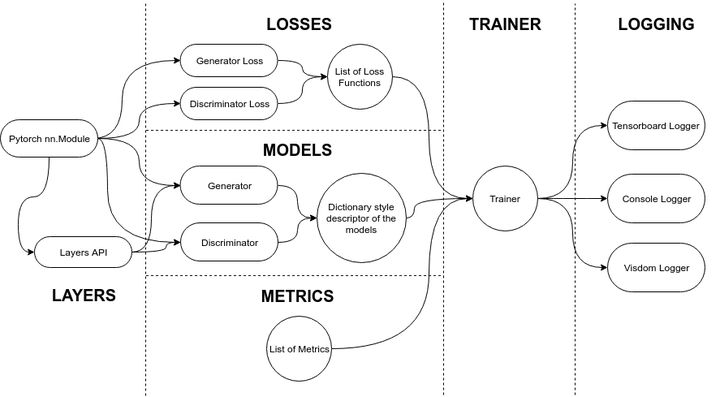 LOSSES
TRAINER
LOGGING
Generator Loss
List of Loss
Functions
Discriminator Loss
Pytorch nn.Module
Tensorboard Logger
MODELS
Generator
Dictionary style
descriptor of the
models
Trainer
Console Logger
Discriminator
Layers API
Visdom Logger
LAYERS
METRICS
List of Metrics